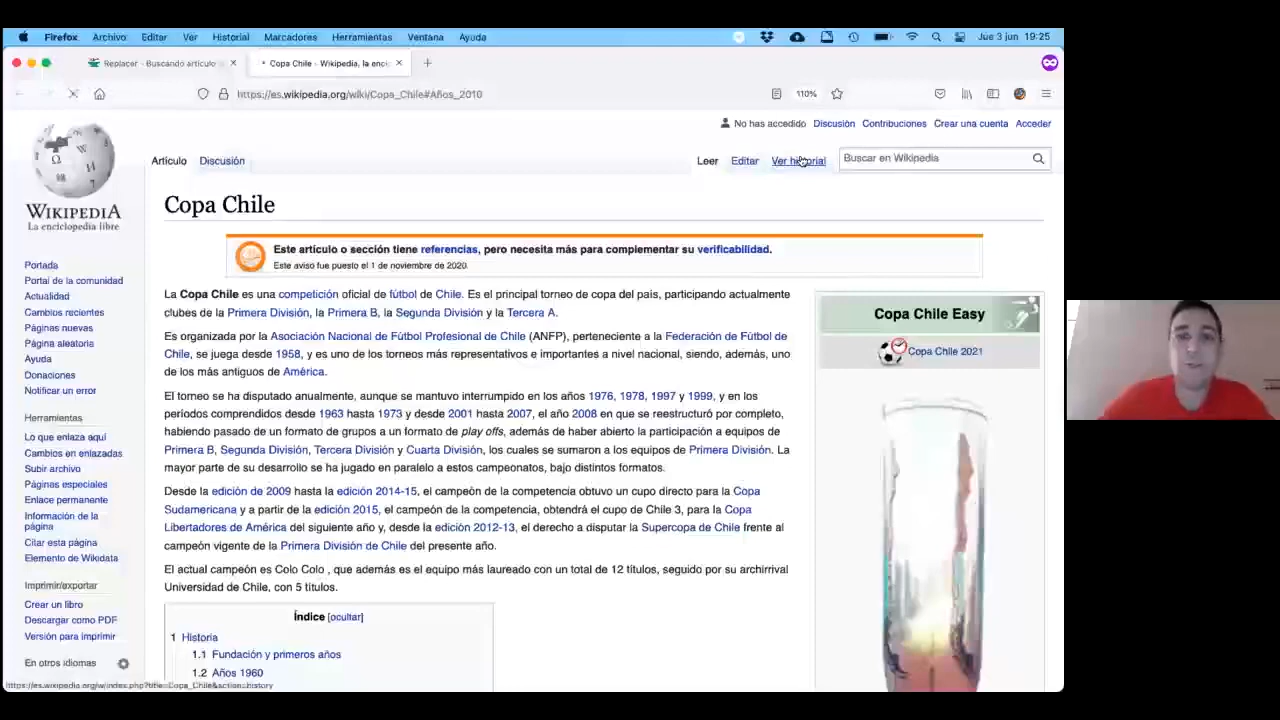 Firefox Archivo Editar Ver Historial Marcadores Herramientas Ventana Ayuda Jue 3 jun 19:25
Replacer - Buscando artículo
Copa Chile - Wikipedia, la enci
https://es.wikipedia.org/wiki/Copa_Chile#Años_2010 110%
No has accedido Discusión Contribuciones Crear una cuenta Acceder
Artículo Discusión Leer Editar Ver historial Buscar en Wikipedia
WIKIPEDIA
La enciclopedia libre
Portada
Portal de la comunidad
Actualidad
Cambios recientes
Páginas nuevas
Página aleatoria
Ayuda
Donaciones
Notificar un error
Herramientas
Lo que enlaza aquí
Cambios en enlazadas
Subir archivo
Páginas especiales
Enlace permanente
Información de la
página
Citar esta página
Elemento de Wikidata
Imprimir/exportar
Crear un libro
Descargar como PDF
Versión para imprimir
En otros idiomas
Copa Chile
Este artículo o sección tiene referencias, pero necesita más para complementar su verificabilidad.
Este aviso fue puesto el 1 de noviembre de 2020.
La Copa Chile es una competición oficial de fútbol de Chile. Es el principal torneo de copa del país, participando actualmente
clubes de la Primera División, la Primera B, la Segunda División y la Tercera A.
Es organizada por la Asociación Nacional de Fútbol Profesional de Chile (ANFP), perteneciente a la Federación de Fútbol de
Chile, se juega desde 1958, y es uno de los torneos más representativos e importantes a nivel nacional, siendo, además, uno
de los más antiguos de América.
El torneo se ha disputado anualmente, aunque se mantuvo interrumpido en los años 1976, 1978, 1997 y 1999, y en los
períodos comprendidos desde 1963 hasta 1973 y desde 2001 hasta 2007, el año 2008 en que se reestructuró por completo,
habiendo pasado de un formato de grupos a un formato de play offs, además de haber abierto la participación a equipos de
Primera B, Segunda División, Tercera División y Cuarta División, los cuales se sumaron a los equipos de Primera División. La
mayor parte de su desarrollo se ha jugado en paralelo a estos campeonatos, bajo distintos formatos.
Desde la edición de 2009 hasta la edición 2014-15, el campeón de la competencia obtuvo un cupo directo para la Copa
Sudamericana y a partir de la edición 2015, el campeón de la competencia, obtendrá el cupo de Chile 3, para la Copa
Libertadores de América del siguiente año y, desde la edición 2012-13, el derecho a disputar la Supercopa de Chile frente al
campeón vigente de la Primera División de Chile del presente año.
El actual campeón es Colo Colo , que además es el equipo más laureado con un total de 12 títulos, seguido por su archirrival
Universidad de Chile, con 5 títulos.
Índice [ocultar]
1 Historia
1.1 Fundación y primeros años
1.2 Años 1960
Copa Chile Easy
Copa Chile 2021
https://es.wikipedia.org/w/index.php?title=Copa_Chile&action=history